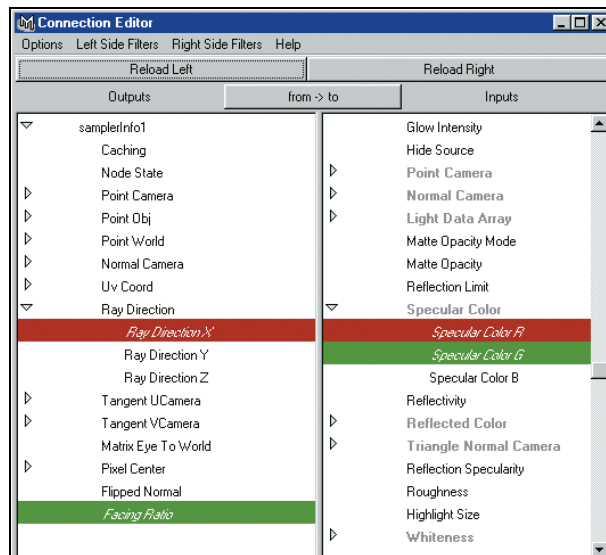 Connection Editor
Options Left Side Filters Right Side Filters Help
Reload Left Reload Right
Outputs from -> to Inputs
samplerInfo1
Caching
Node State
Point Camera
Point Obj
Point World
Normal Camera
Uv Coord
Ray Direction
Ray Direction X
Ray Direction Y
Ray Direction Z
Tangent UCamera
Tangent VCamera
Matrix Eye To World
Pixel Center
Flipped Normal
Facing Ratio
Glow Intensity
Hide Source
Point Camera
Normal Camera
Light Data Array
Matte Opacity Mode
Matte Opacity
Reflection Limit
Specular Color
Specular Color R
Specular Color G
Specular Color B
Reflectivity
Reflected Color
Triangle Normal Camera
Reflection Specularity
Roughness
Highlight Size
Whiteness